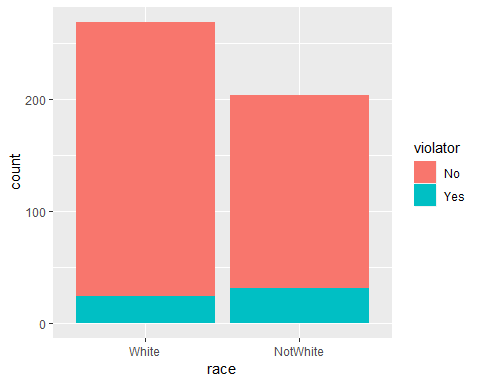 200
100
0
count
White NotWhite
race
violator
No
Yes